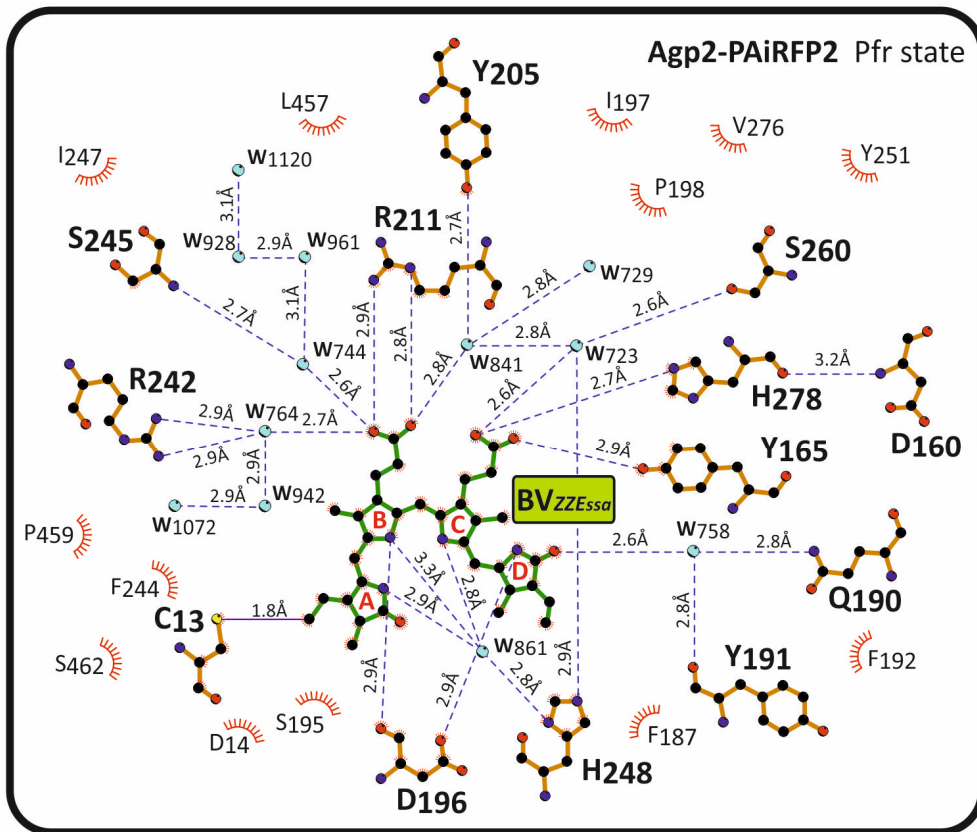 Agp2-PAiRFP2 Pfr state
Y205
L457
I197
V276
I247
W1120
Y251
P198
3.1Å
R211
2.7Å
S245
W928
2.9Å
W961
S260
W729
2.8Å
3.1Å
2.9Å
2.6Å
2.7Å
2.8Å
2.8Å
W744
2.8Å
W841
W723
3.2Å
2.6Å
2.6Å
2.7Å
R242
H278
2.9Å
W764
2.7Å
D160
2.9Å
Y165
2.9Å
2.9Å
BVZZEssa
2.9Å
W942
W1072
B
C
W758
P459
3.3Å
2.6Å
2.8Å
D
2.8Å
F244
A
2.9Å
Q190
C13
1.8Å
2.8Å
W861
S462
2.8Å
2.9Å
Y191
F192
2.9Å
2.9Å
S195
F187
D14
H248
D196